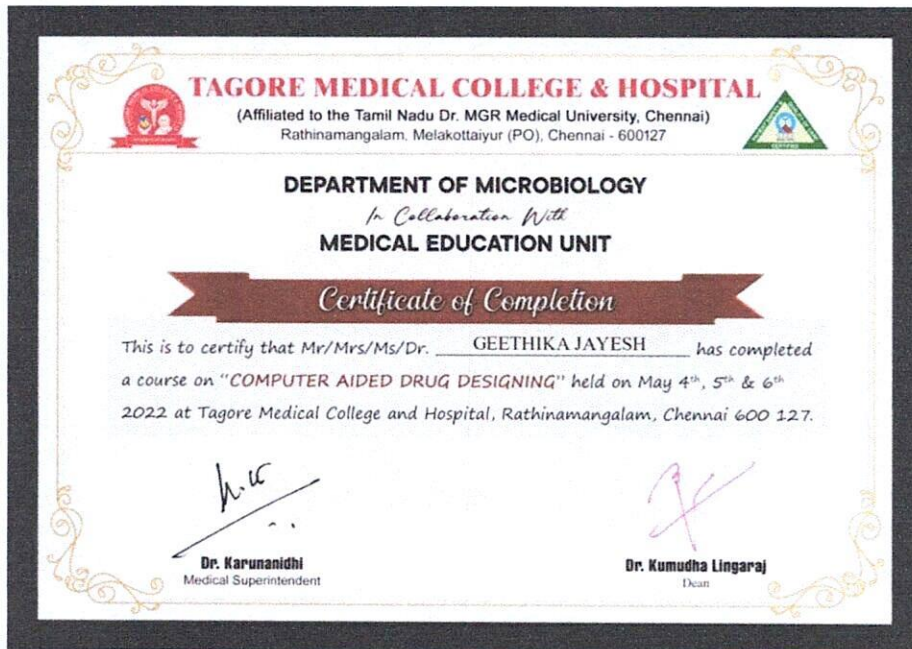 TAGORE MEDICAL COLLEGE & HOSPITAL
(Affiliated to the Tamil Nadu Dr. MGR Medical University, Chennai)
Rathinamangalam, Melakottaiyur (PO), Chennai - 600127
DEPARTMENT OF MICROBIOLOGY
In Collaboration With
MEDICAL EDUCATION UNIT
Certificate of Completion
This is to certify that Mr/Mrs/Ms/Dr. GEETHIKA JAYESH has completed
a course on "COMPUTER AIDED DRUG DESIGNING" held on May 4th, 5th & 6th
2022 at Tagore Medical College and Hospital, Rathinamangalam, Chennai 600 127.
Dr. Karunanidhi
Medical Superintendent
Dr. Kumudha Lingaraj
Dean